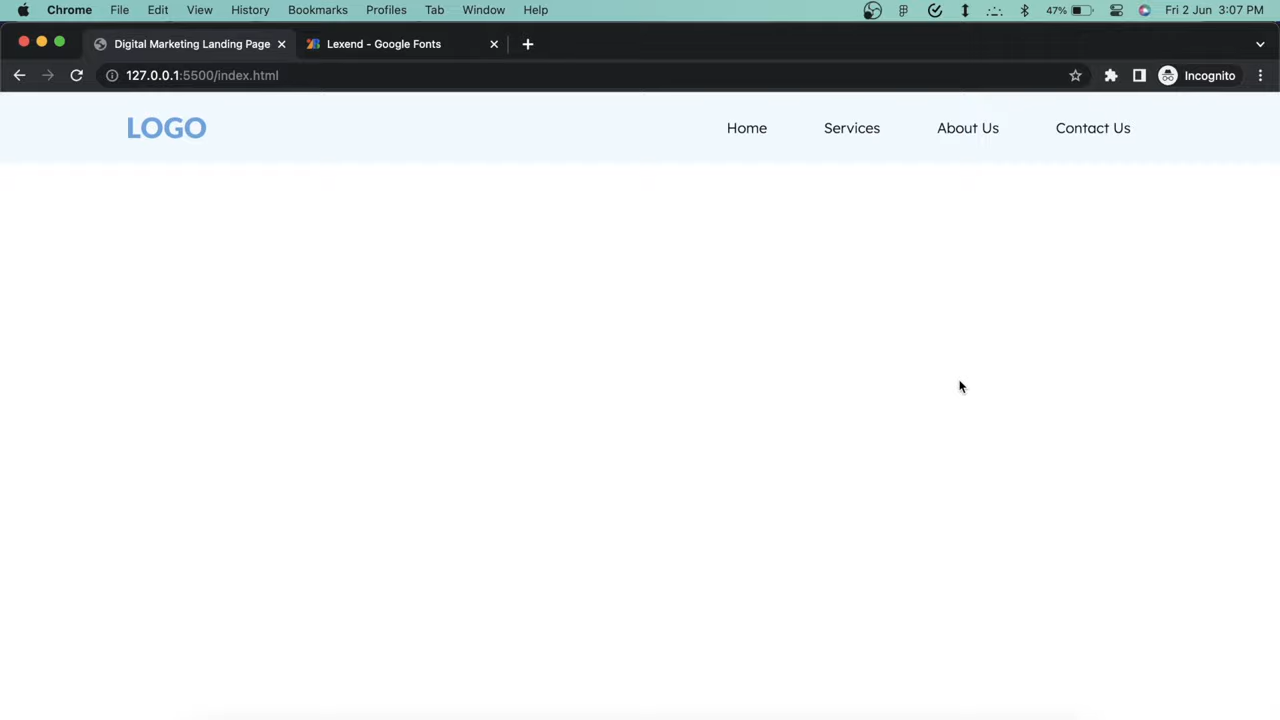 Chrome File Edit View History Bookmarks Profiles Tab Window Help 47% Fri 2 Jun 3:07 PM
Digital Marketing Landing Page Lexend - Google Fonts
127.0.0.1:5500/index.html Incognito
LOGO Home Services About Us Contact Us